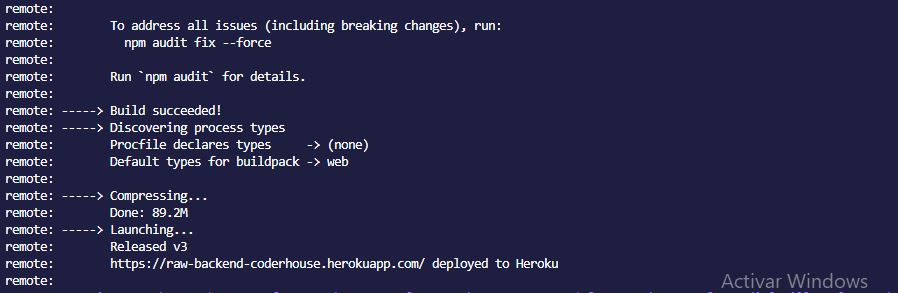 remote:
remote:        To address all issues (including breaking changes), run:
remote:          npm audit fix --force
remote:
remote:        Run `npm audit` for details.
remote:
remote: -----> Build succeeded!
remote: -----> Discovering process types
remote:        Procfile declares types     -> (none)
remote:        Default types for buildpack -> web
remote:
remote: -----> Compressing...
remote:        Done: 89.2M
remote: -----> Launching...
remote:        Released v3
remote:        https://raw-backend-coderhouse.herokuapp.com/ deployed to Heroku
remote:
Activar Windows